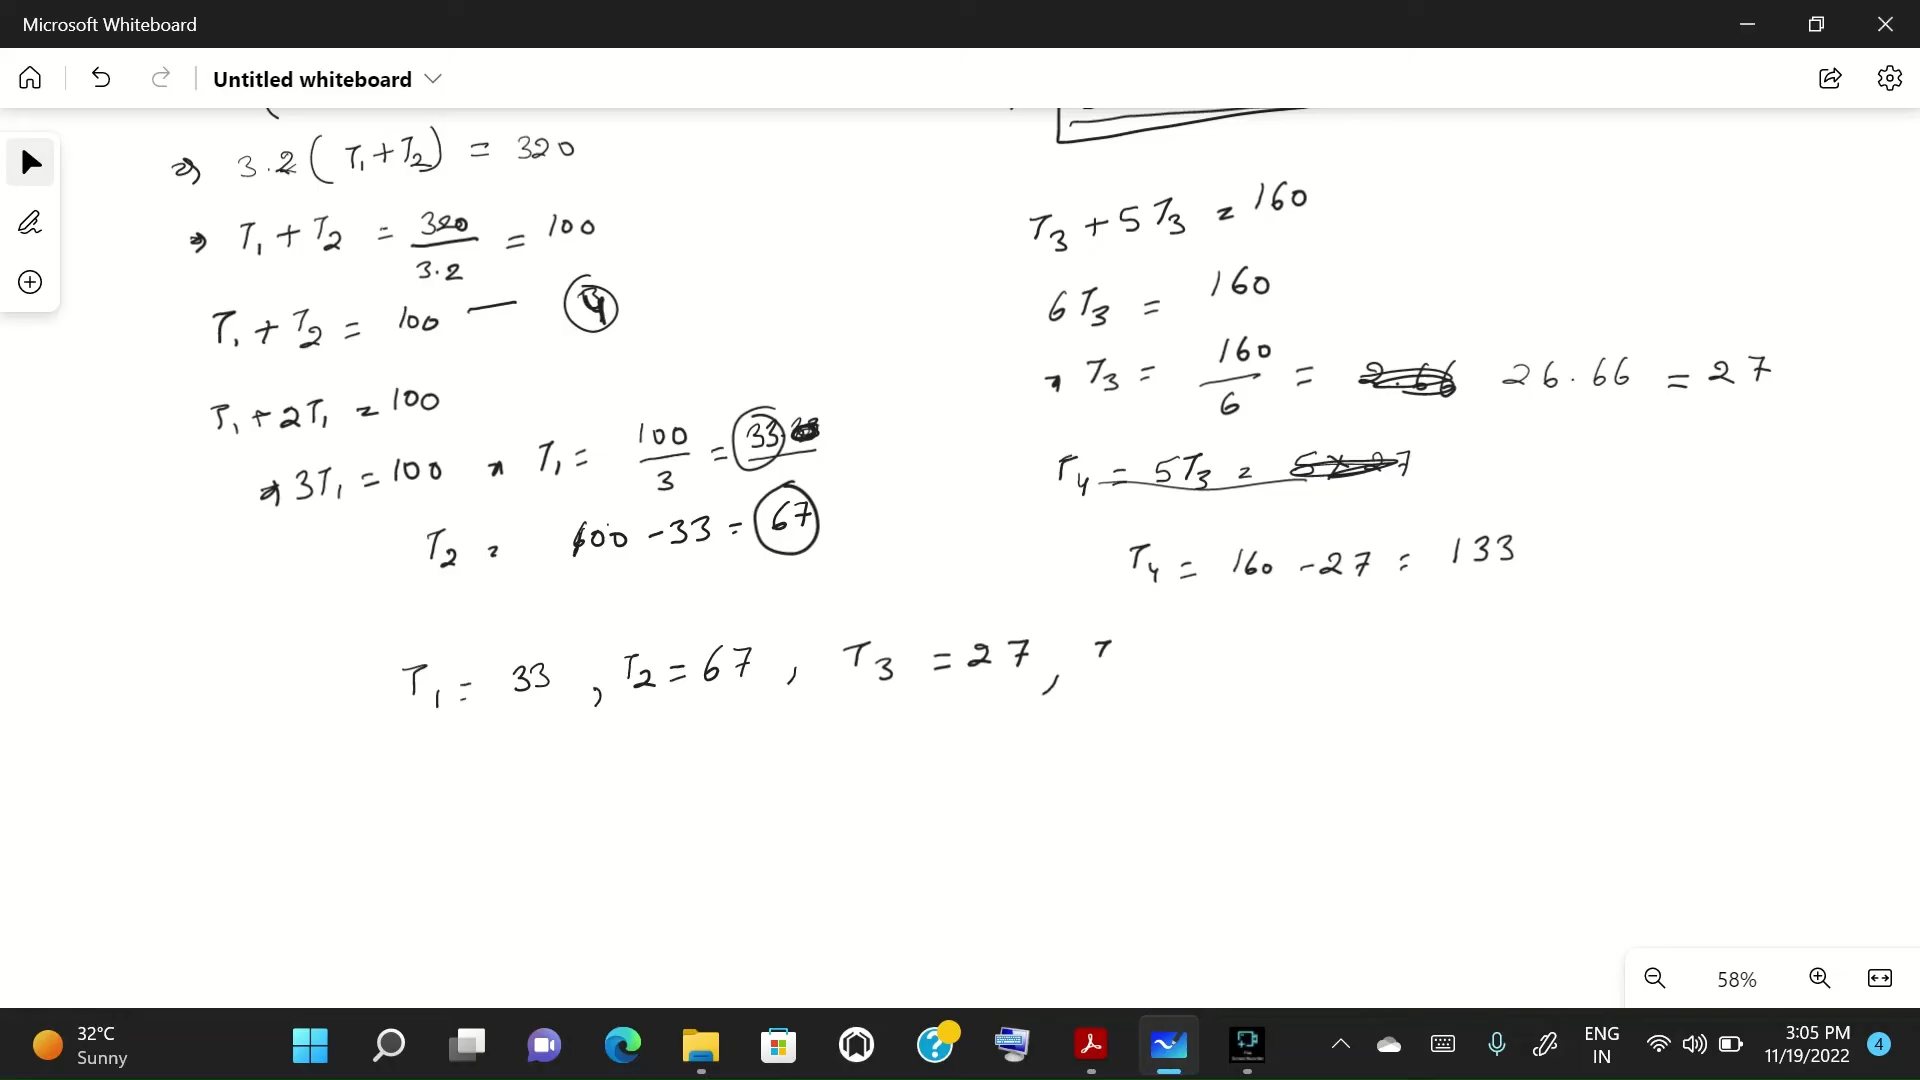 Microsoft Whiteboard
Untitled whiteboard
⇒ 3.2 ( T₁ + T₂ ) = 320
⇒ T₁ + T₂ = 320/3.2 = 100
T₁ + T₂ = 100 — 4
T₁ + 2T₁ = 100
⇒ 3T₁ = 100 ⇒ T₁ = 100/3 = 33.
T₂ = 100 - 33 = 67
T₃ + 5T₃ = 160
6T₃ = 160
⇒ T₃ = 160/6 = 26.66 = 27
T₄ = 5T₃ =
T₄ = 160 - 27 = 133
T₁ = 33 , T₂ = 67 , T₃ = 27 , T
58%
32°C
Sunny
ENG
IN
3:05 PM
11/19/2022
4